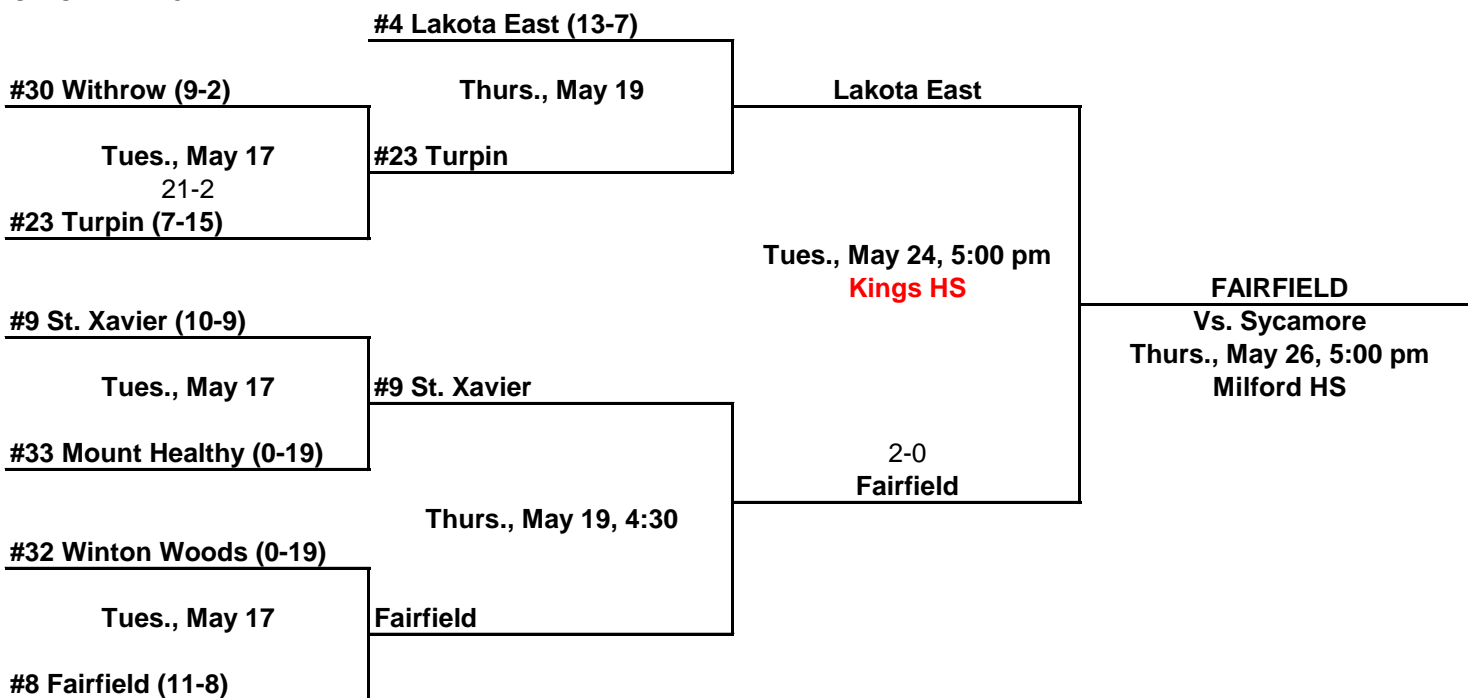 #4 Lakota East (13-7)
#30 Withrow (9-2)
Thurs., May 19
Lakota East
Tues., May 17
#23 Turpin
21-2
#23 Turpin (7-15)
Tues., May 24, 5:00 pm
Kings HS
FAIRFIELD
#9 St. Xavier (10-9)
Vs. Sycamore
Thurs., May 26, 5:00 pm
Tues., May 17
#9 St. Xavier
Milford HS
#33 Mount Healthy (0-19)
2-0
Fairfield
Thurs., May 19, 4:30
#32 Winton Woods (0-19)
Tues., May 17
Fairfield
#8 Fairfield (11-8)